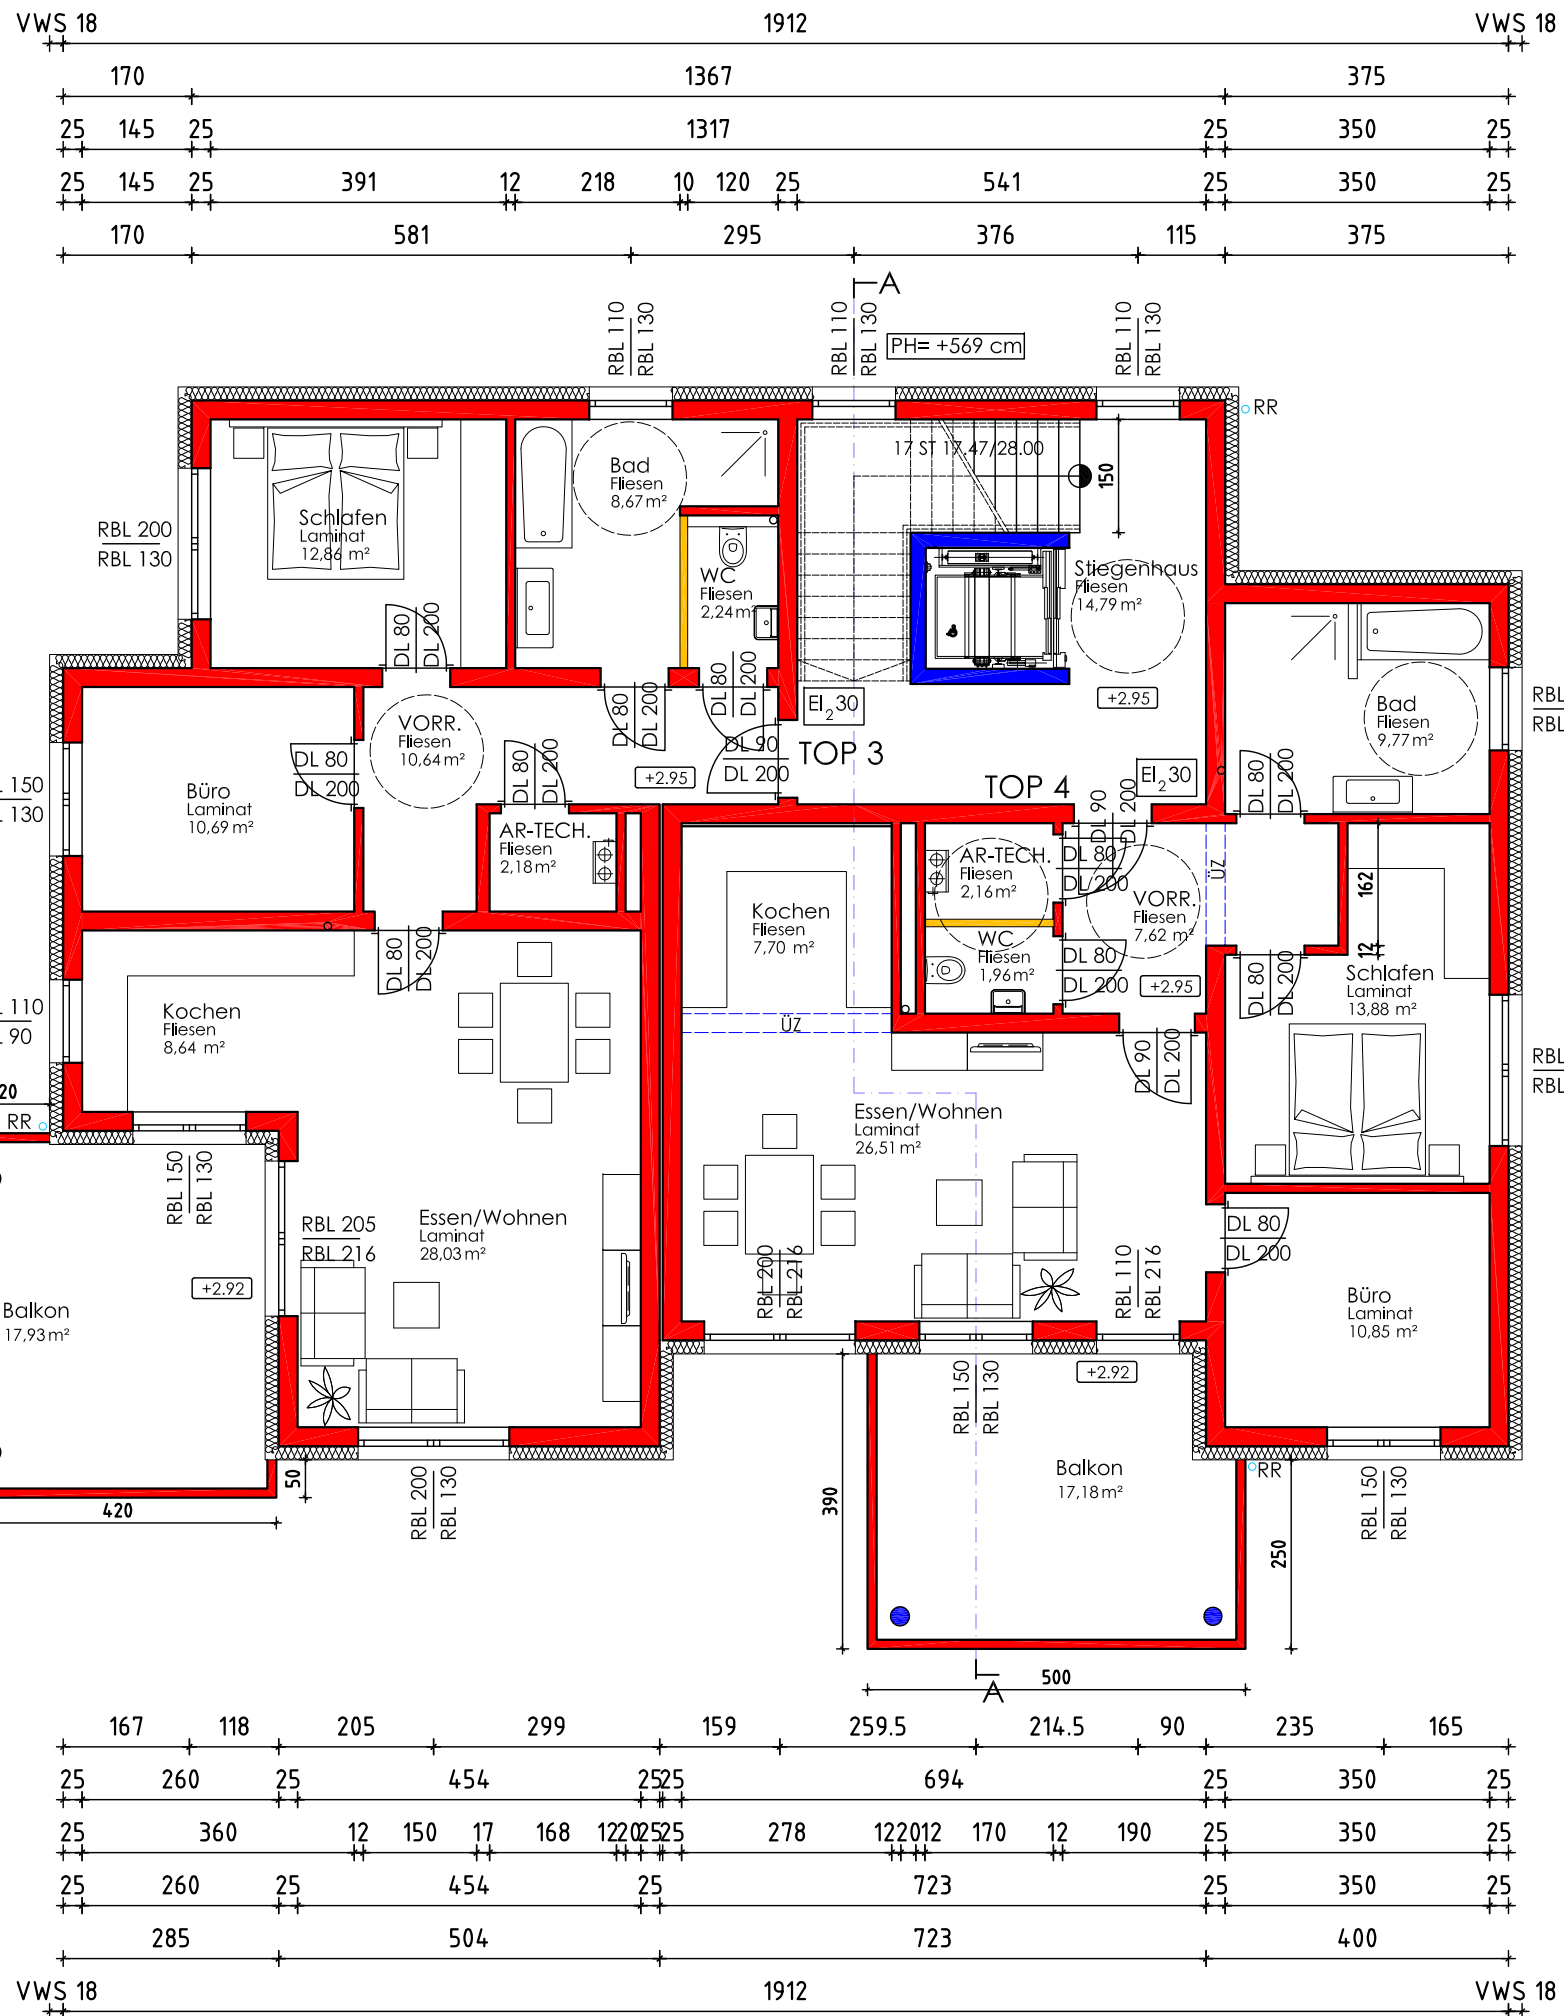 VWS 18 1912 VWS 18
170 1367 375
25 145 25 1317 25 350 25
25 145 25 391 12 218 10 120 25 541 25 350 25
170 581 295 376 115 375
A
RBL 110
RBL 130
RBL 110
RBL 130
RBL 110
RBL 130
PH= +569 cm
RR
17 ST 17.47/28.00
150
RBL 200
RBL 130
Schlafen
Laminat
12,86 m²
Bad
Fliesen
8,67 m²
WC
Fliesen
2,24 m²
Stiegenhaus
Fliesen
14,79 m²
DL 80
DL 200
DL 80
DL 200
DL 80
DL 200
EI₂30
+2.95
DL 90
DL 200
TOP 3
TOP 4
EI₂30
Bad
Fliesen
9,77 m²
RBL
RBL
VORR.
Fliesen
10,64 m²
+2.95
DL 80
DL 200
DL 80
DL 200
Büro
Laminat
10,69 m²
150
130
AR-TECH.
Fliesen
2,18 m²
DL 90
DL 200
DL 80
DL 200
AR-TECH.
Fliesen
2,16 m²
DL 80
DL 200
ÜZ
162
12
VORR.
Fliesen
7,62 m²
Kochen
Fliesen
7,70 m²
WC
Fliesen
1,96 m²
DL 80
DL 200
+2.95
DL 80
DL 200
DL 80
DL 200
Schlafen
Laminat
13,88 m²
110
90
Kochen
Fliesen
8,64 m²
ÜZ
DL 90
DL 200
RBL
RBL
20
RR
Essen/Wohnen
Laminat
26,51 m²
RBL 150
RBL 130
RBL 205
RBL 216
Essen/Wohnen
Laminat
28,03 m²
+2.92
Balkon
17,93 m²
RBL 200
RBL 216
RBL 110
RBL 216
DL 80
DL 200
Büro
Laminat
10,85 m²
RBL 150
RBL 130
+2.92
Balkon
17,18 m²
RR
420
50
RBL 200
RBL 130
390
RBL 150
RBL 130
250
500
A
167 118 205 299 159 259.5 214.5 90 235 165
25 260 25 454 25 25 694 25 350 25
25 360 12 150 17 168 12 20 25 25 278 12 20 12 170 12 190 25 350 25
25 260 25 454 25 723 25 350 25
285 504 723 400
VWS 18 1912 VWS 18